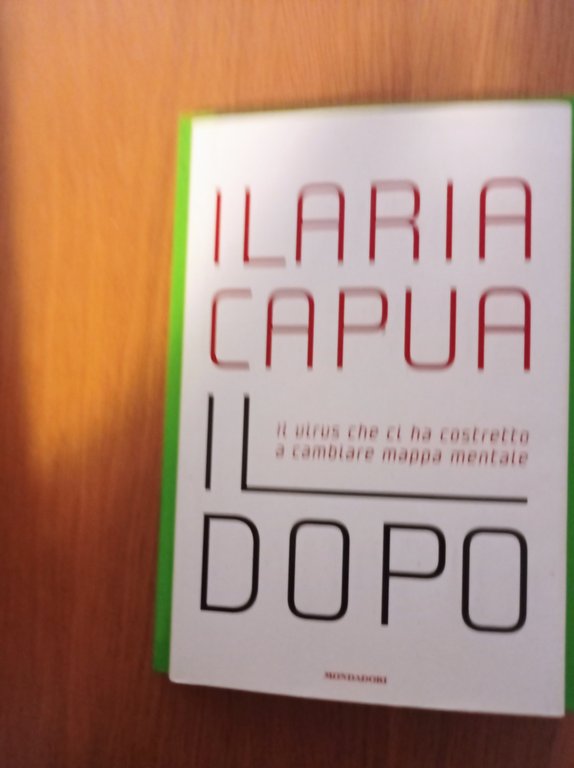 ILARIA
CAPUA
IL
il virus che ci ha costretto
a cambiare mappa mentale
DOPO
MONDADORI